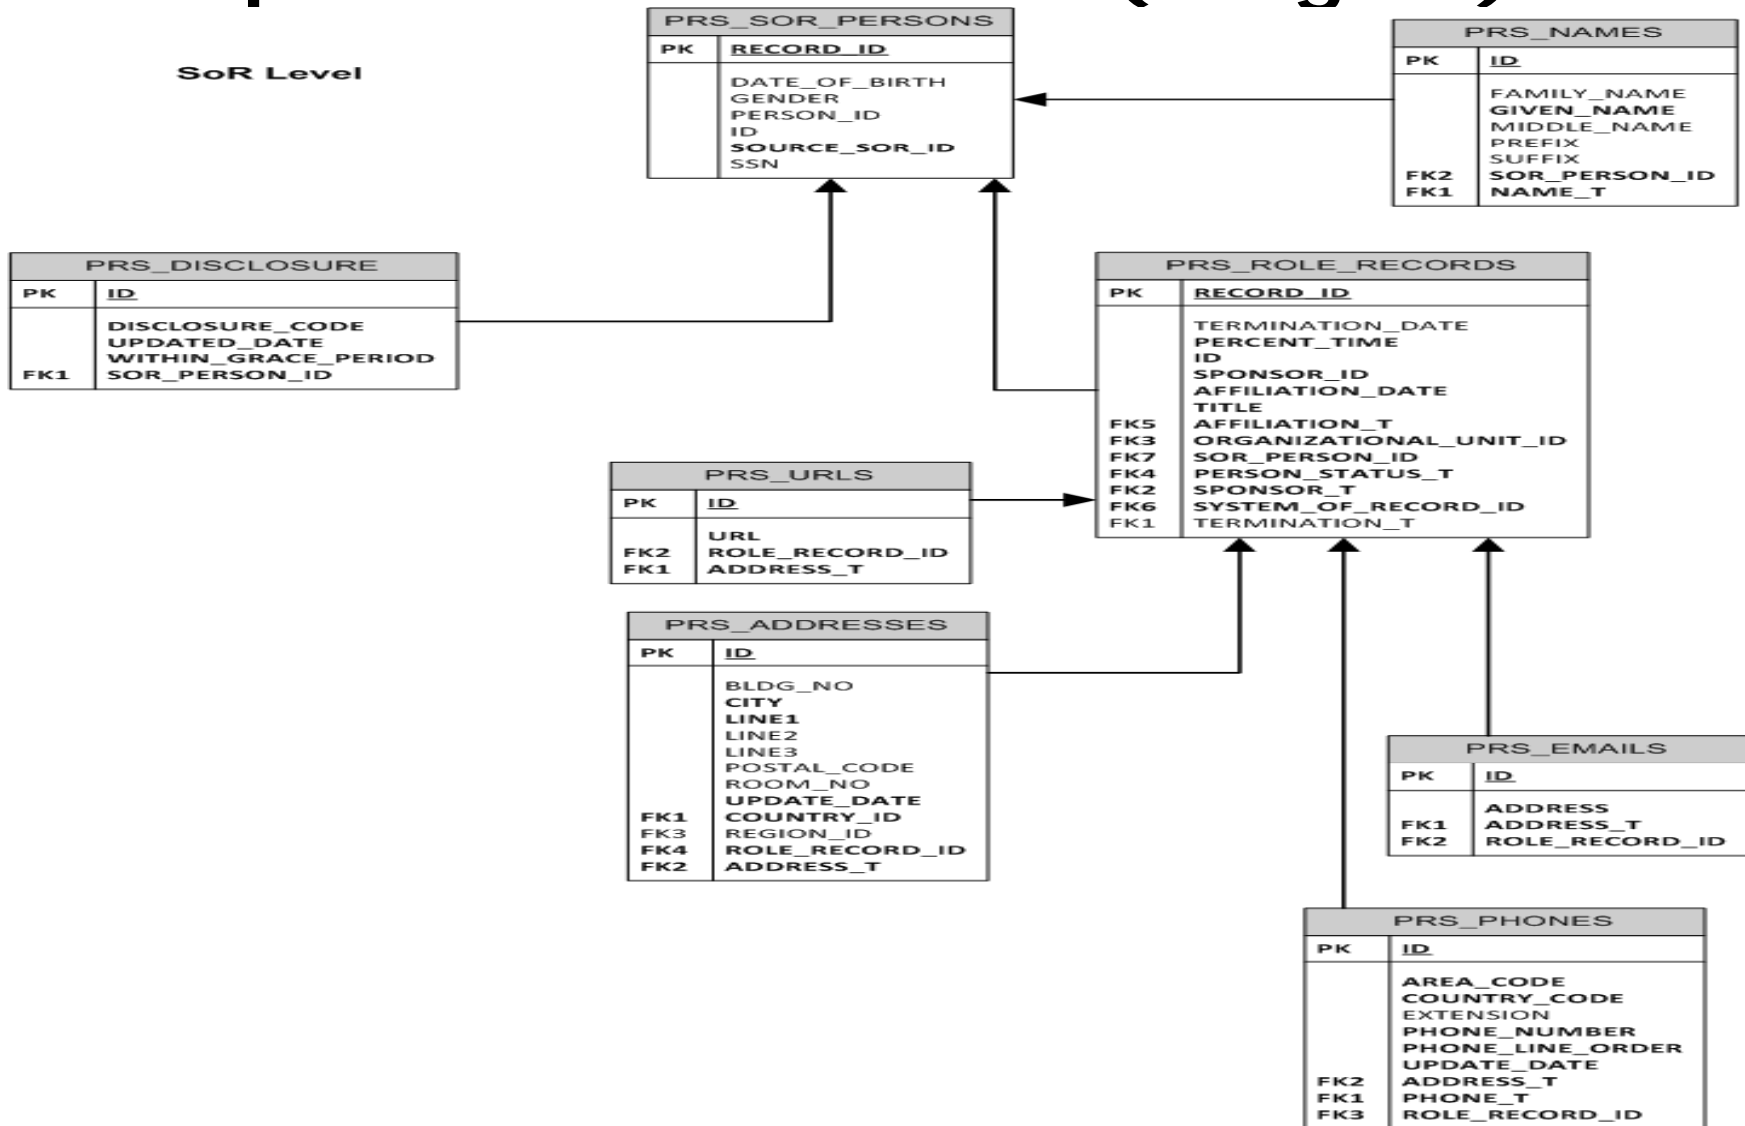 SoR Level
PRS_SOR_PERSONS
PK RECORD_ID
DATE_OF_BIRTH
GENDER
PERSON_ID
ID
SOURCE_SOR_ID
SSN
PRS_NAMES
PK ID
FAMILY_NAME
GIVEN_NAME
MIDDLE_NAME
PREFIX
SUFFIX
FK2 SOR_PERSON_ID
FK1 NAME_T
PRS_DISCLOSURE
PK ID
DISCLOSURE_CODE
UPDATED_DATE
WITHIN_GRACE_PERIOD
FK1 SOR_PERSON_ID
PRS_ROLE_RECORDS
PK RECORD_ID
TERMINATION_DATE
PERCENT_TIME
ID
SPONSOR_ID
AFFILIATION_DATE
TITLE
FK5 AFFILIATION_T
FK3 ORGANIZATIONAL_UNIT_ID
FK7 SOR_PERSON_ID
FK4 PERSON_STATUS_T
FK2 SPONSOR_T
FK6 SYSTEM_OF_RECORD_ID
FK1 TERMINATION_T
PRS_URLS
PK ID
URL
FK2 ROLE_RECORD_ID
FK1 ADDRESS_T
PRS_ADDRESSES
PK ID
BLDG_NO
CITY
LINE1
LINE2
LINE3
POSTAL_CODE
ROOM_NO
UPDATE_DATE
FK1 COUNTRY_ID
FK3 REGION_ID
FK4 ROLE_RECORD_ID
FK2 ADDRESS_T
PRS_EMAILS
PK ID
ADDRESS
FK1 ADDRESS_T
FK2 ROLE_RECORD_ID
PRS_PHONES
PK ID
AREA_CODE
COUNTRY_CODE
EXTENSION
PHONE_NUMBER
PHONE_LINE_ORDER
UPDATE_DATE
FK2 ADDRESS_T
FK1 PHONE_T
FK3 ROLE_RECORD_ID